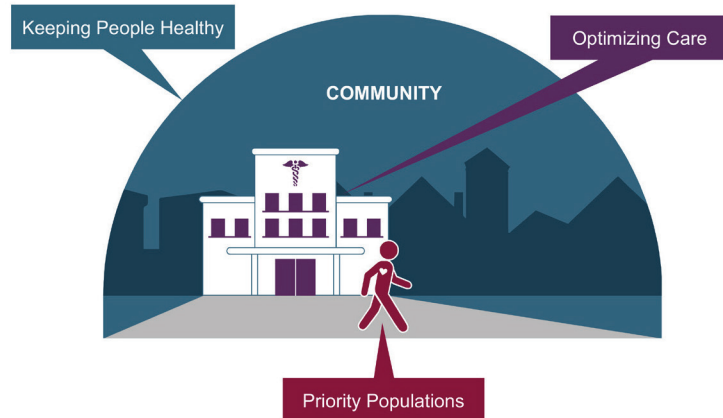 Keeping People Healthy
Optimizing Care
COMMUNITY
Priority Populations